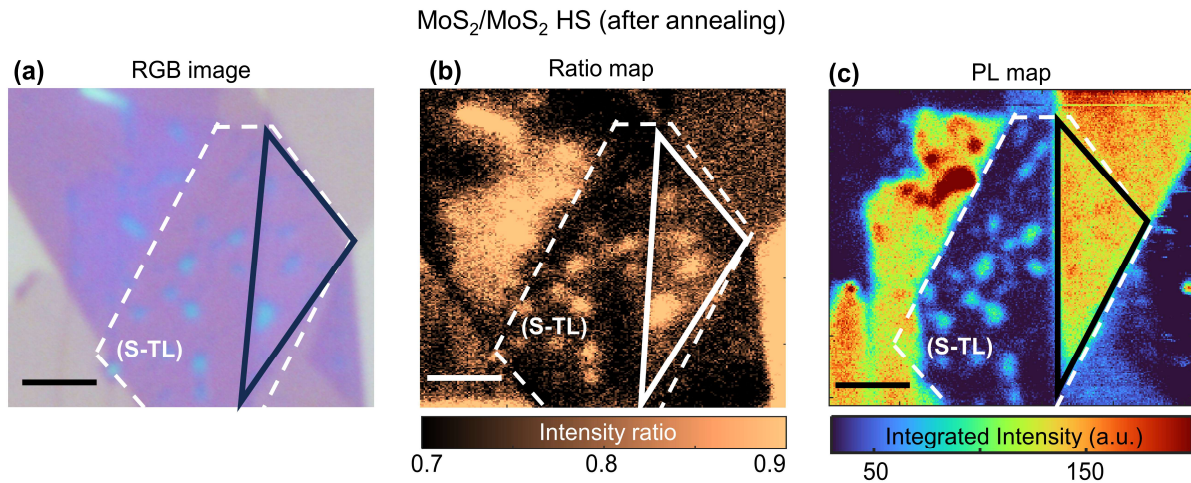 MoS₂/MoS₂ HS (after annealing)
(a) RGB image
(b) Ratio map
(c) PL map
(S-TL)
(S-TL)
(S-TL)
Intensity ratio
0.7 0.8 0.9
Integrated Intensity (a.u.)
50 150